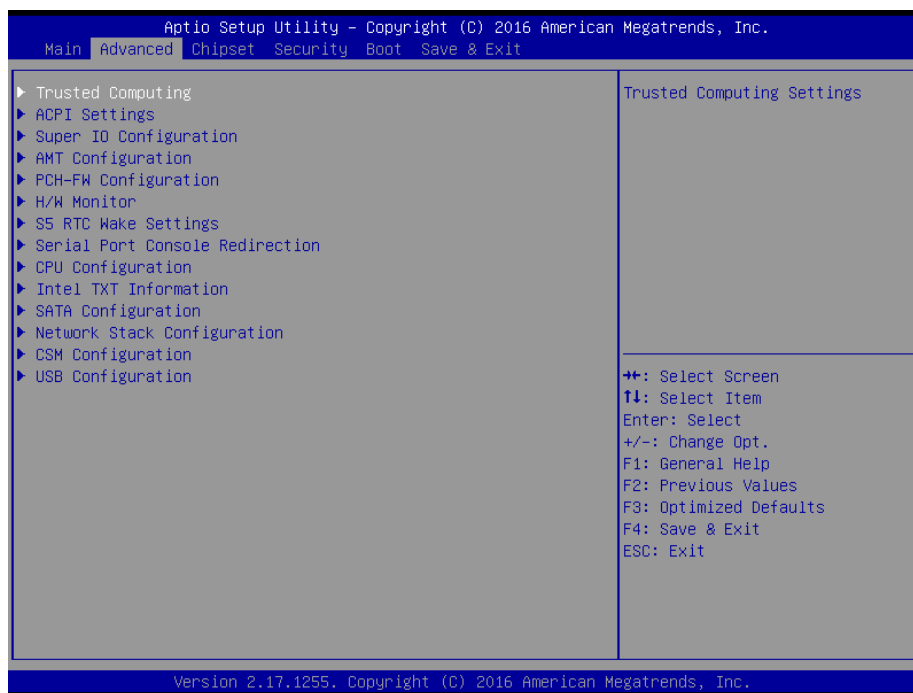 Aptio Setup Utility – Copyright (C) 2016 American Megatrends, Inc.
Main Advanced Chipset Security Boot Save & Exit
Trusted Computing
ACPI Settings
Super IO Configuration
AMT Configuration
PCH-FW Configuration
H/W Monitor
S5 RTC Wake Settings
Serial Port Console Redirection
CPU Configuration
Intel TXT Information
SATA Configuration
Network Stack Configuration
CSM Configuration
USB Configuration
Trusted Computing Settings
→←: Select Screen
↑↓: Select Item
Enter: Select
+/-: Change Opt.
F1: General Help
F2: Previous Values
F3: Optimized Defaults
F4: Save & Exit
ESC: Exit
Version 2.17.1255. Copyright (C) 2016 American Megatrends, Inc.